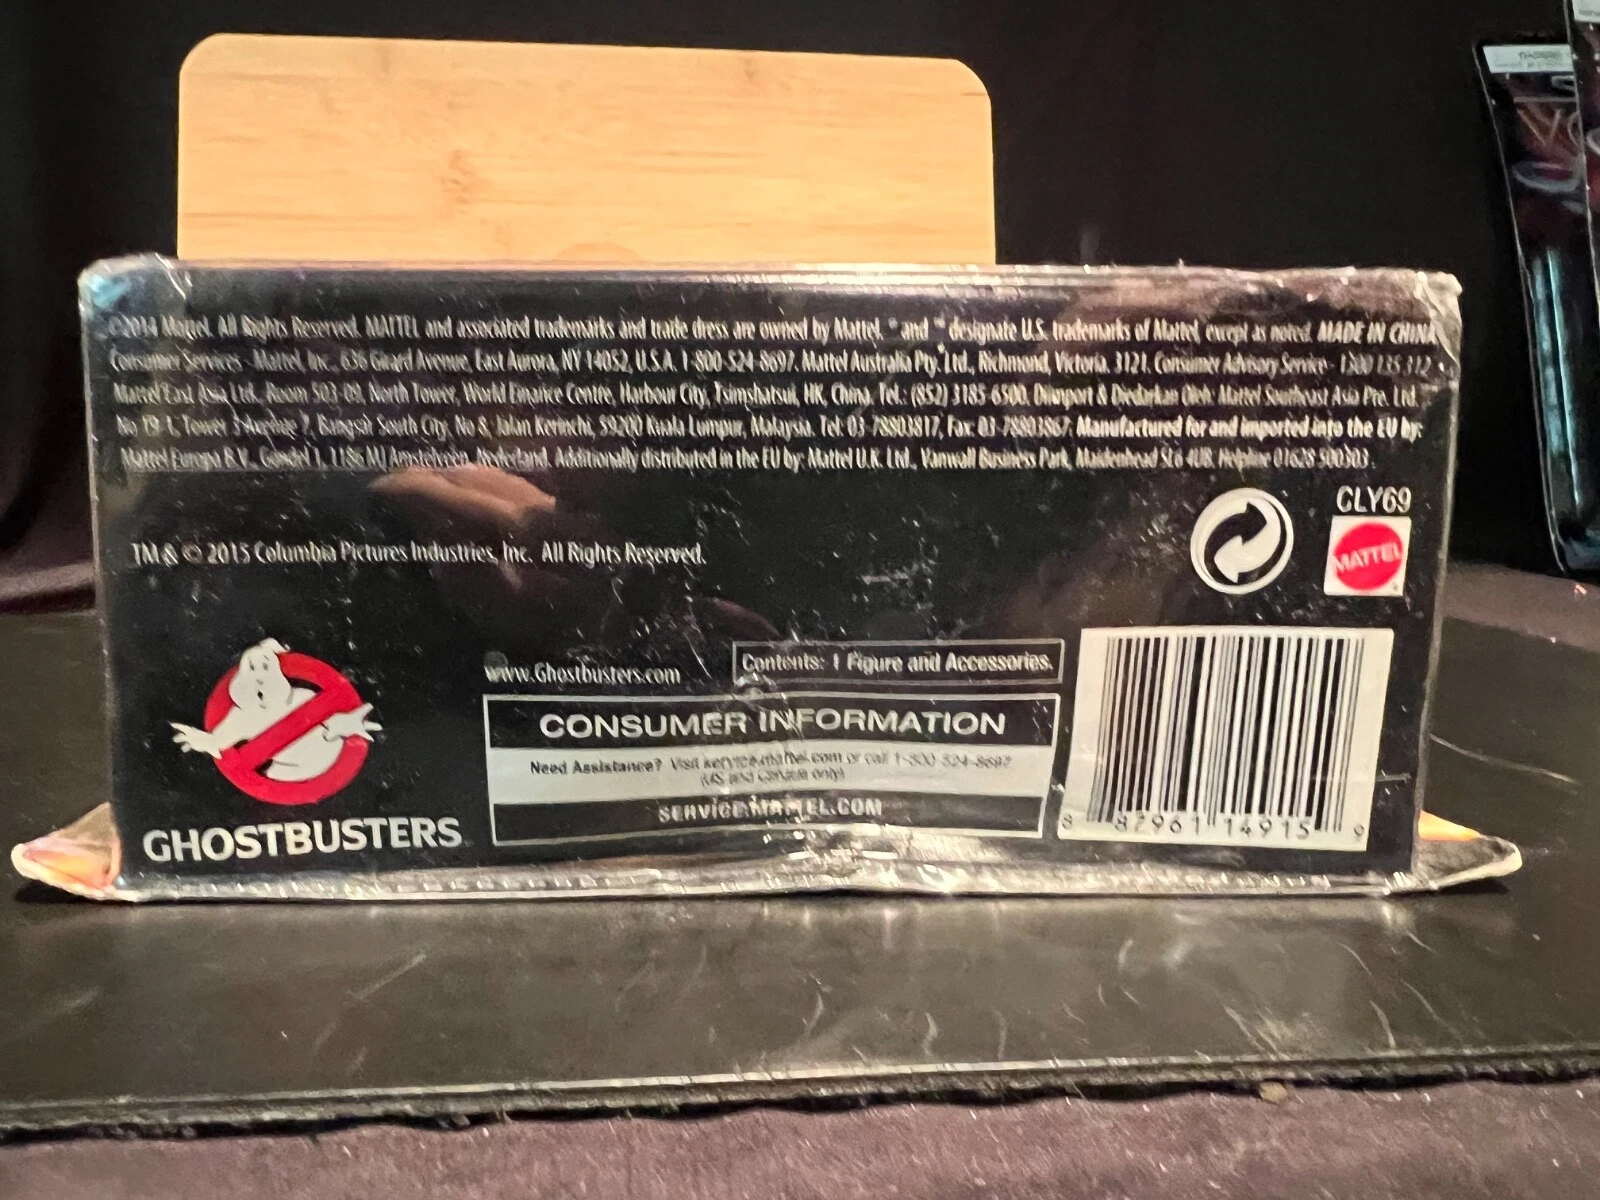 ©2014 Mattel. All Rights Reserved. MATTEL and associated trademarks and trade dress are owned by Mattel. ® and ™ designate U.S. trademarks of Mattel, except as noted. MADE IN CHINA
Consumer Services - Mattel, Inc., 636 Girard Avenue, East Aurora, NY 14052, U.S.A. 1-800-524-8697. Mattel Australia Pty. Ltd., Richmond, Victoria. 3121. Consumer Advisory Service - 1300 135 312
Mattel East Asia Ltd., Room 503-09, North Tower, World Finance Centre, Harbour City, Tsimshatsui, HK, China. Tel.: (852) 3185-6500. Diimport & Diedarkan Oleh: Mattel Southeast Asia Pte. Ltd.
No 19-1, Tower 3 Avenue 7, Bangsar South City, No 8, Jalan Kerinchi, 59200 Kuala Lumpur, Malaysia. Tel: 03-78803817, Fax: 03-78803867. Manufactured for and imported into the EU by:
Mattel Europa B.V., Gondel 1, 1186 MJ Amstelveen, Nederland. Additionally distributed in the EU by: Mattel U.K. Ltd., Vanwall Business Park, Maidenhead SL6 4UB. Helpline 01628 500303.
CLY69
MATTEL
TM & © 2015 Columbia Pictures Industries, Inc. All Rights Reserved.
www.Ghostbusters.com
Contents: 1 Figure and Accessories.
CONSUMER INFORMATION
Need Assistance? Visit service.mattel.com or call 1-800-524-8697
(US and Canada only)
SERVICE.MATTEL.COM
GHOSTBUSTERS
8 87961 14915 9